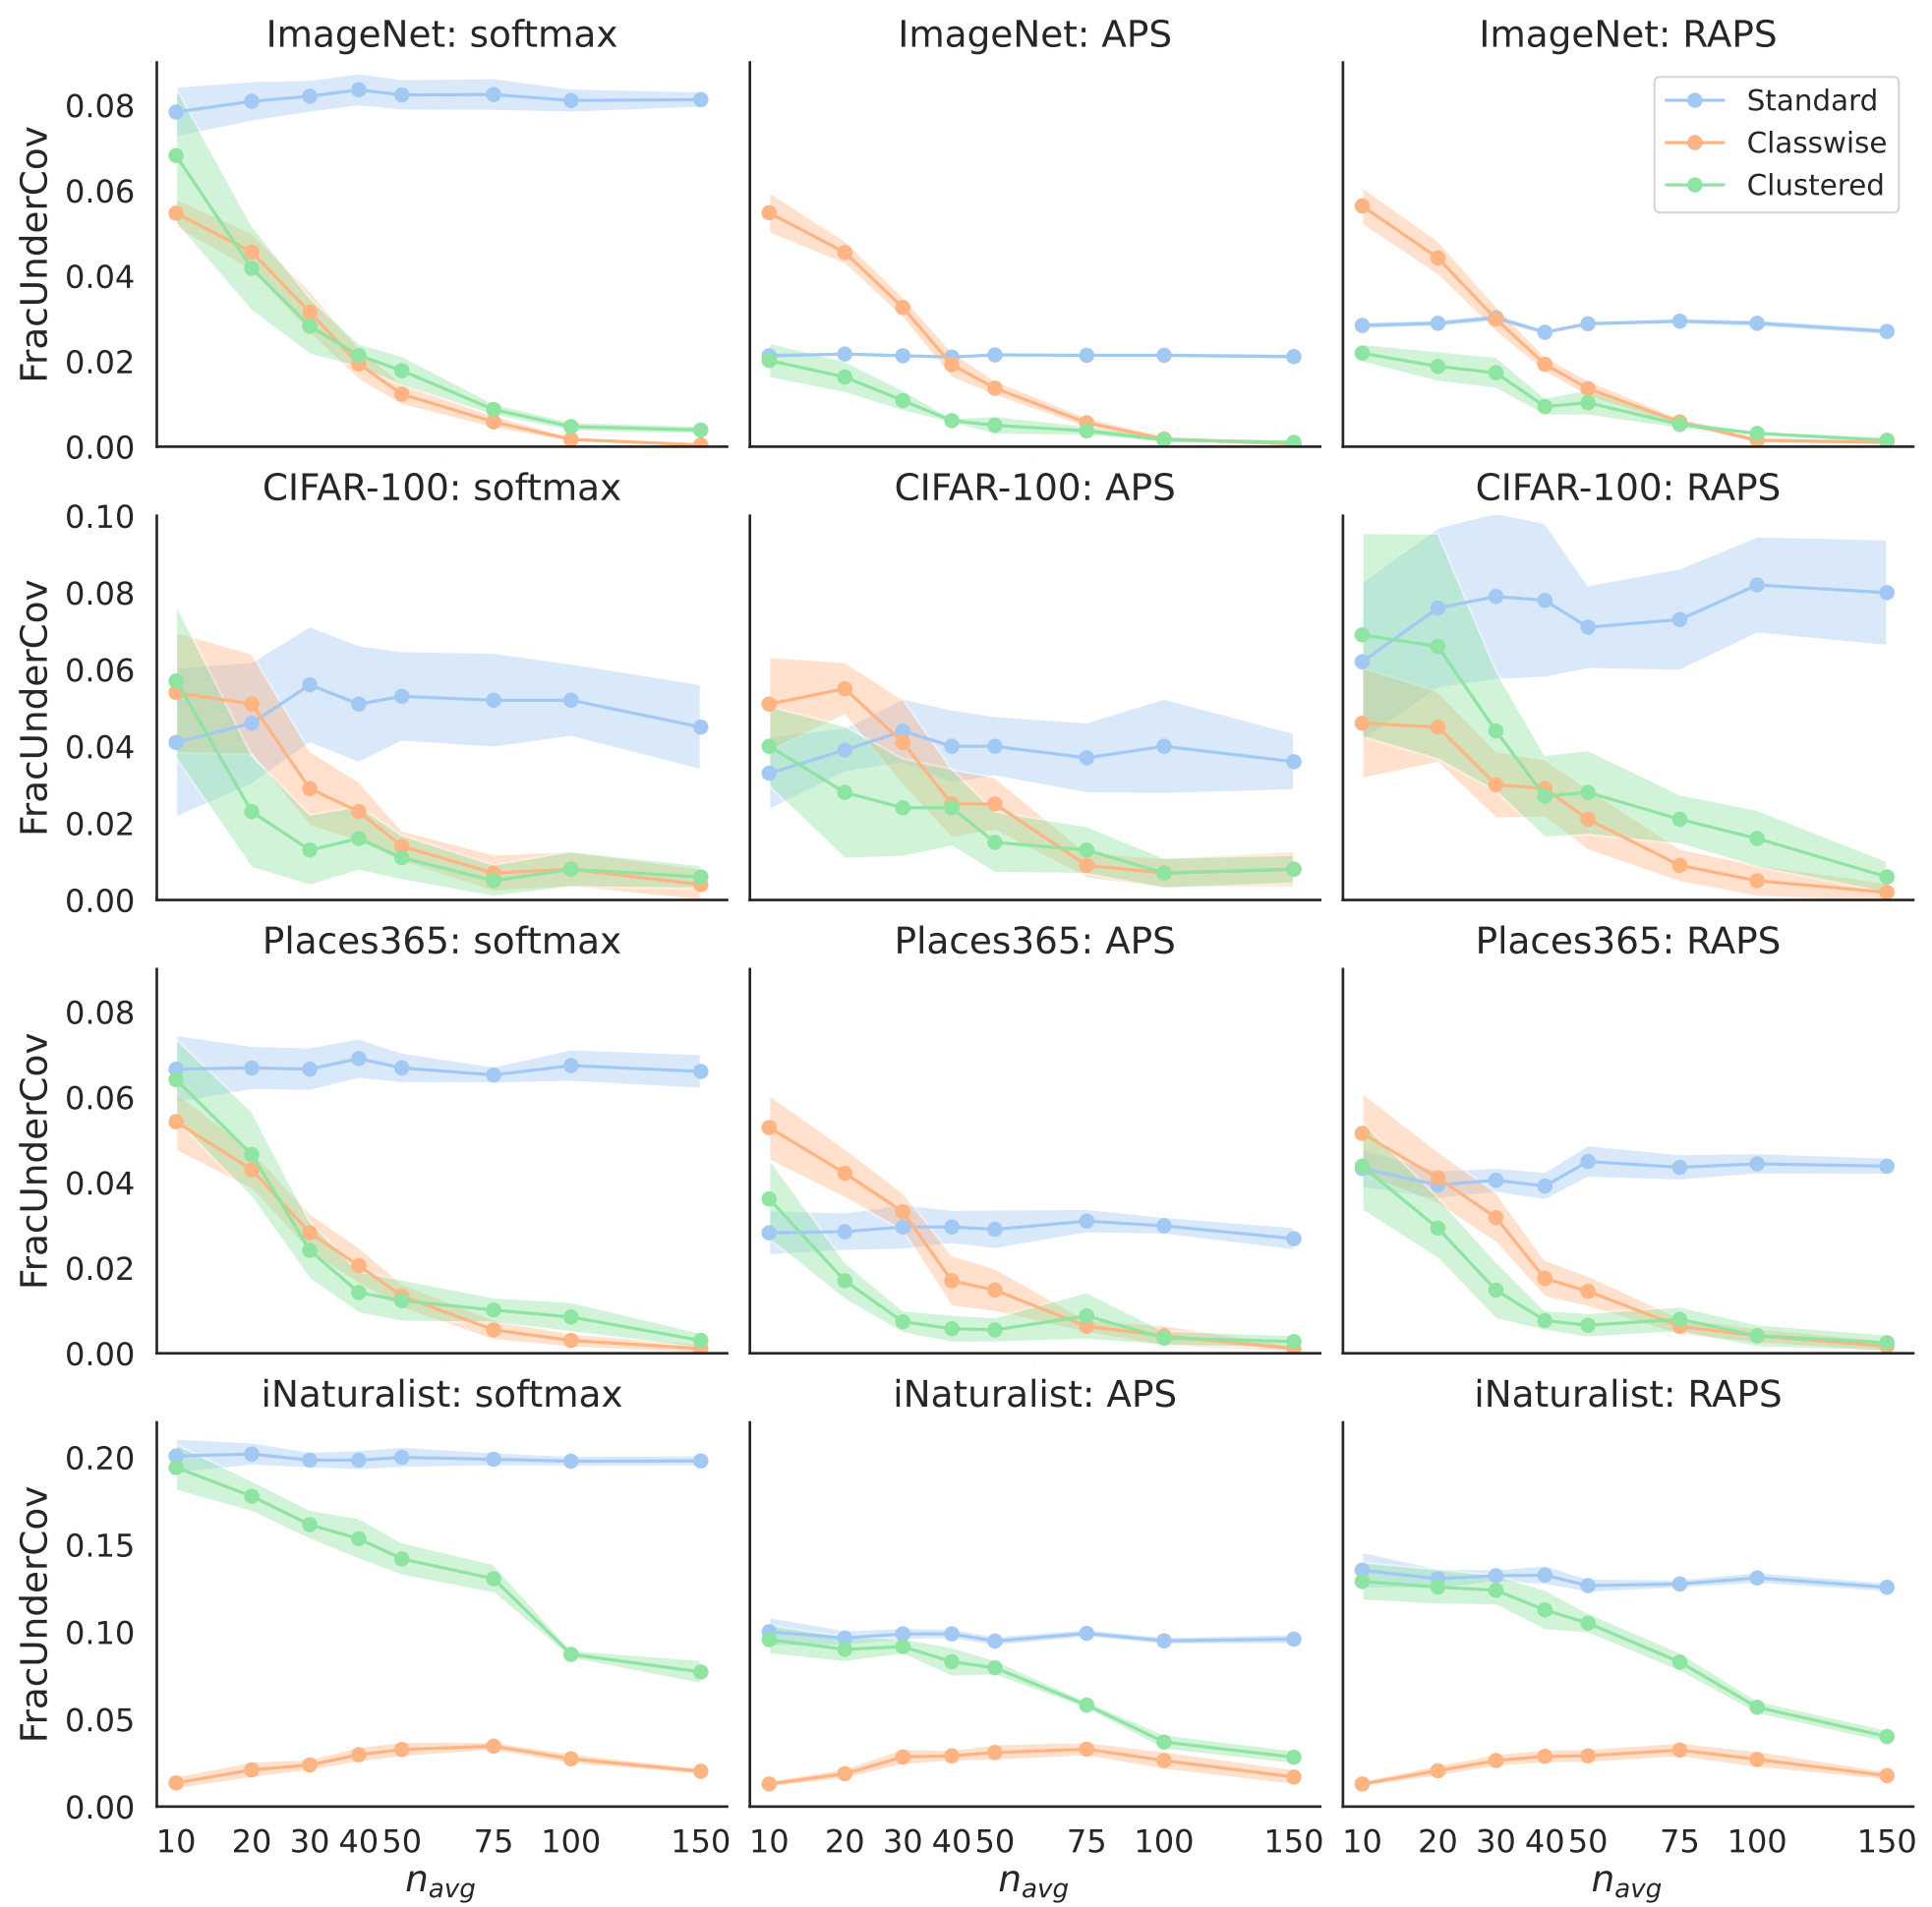 ImageNet: softmax
ImageNet: APS
ImageNet: RAPS
FracUnderCov
0.08
0.06
0.04
0.02
0.00
Standard
Classwise
Clustered
CIFAR-100: softmax
CIFAR-100: APS
CIFAR-100: RAPS
FracUnderCov
0.10
0.08
0.06
0.04
0.02
0.00
Places365: softmax
Places365: APS
Places365: RAPS
FracUnderCov
0.08
0.06
0.04
0.02
0.00
iNaturalist: softmax
iNaturalist: APS
iNaturalist: RAPS
FracUnderCov
0.20
0.15
0.10
0.05
0.00
10 20 30 40 50 75 100 150
10 20 30 40 50 75 100 150
10 20 30 40 50 75 100 150
n_avg
n_avg
n_avg